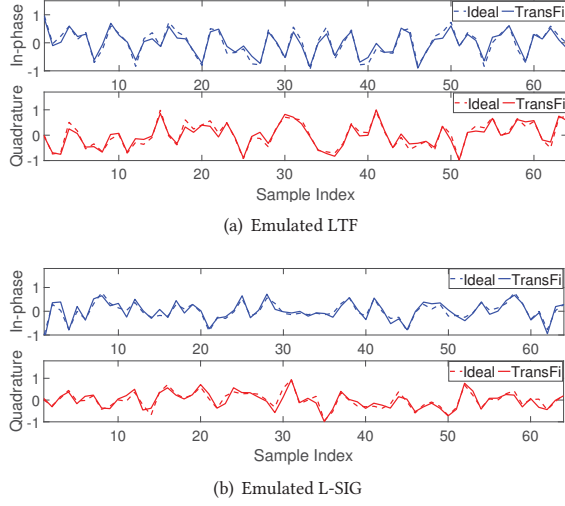 In-phase
1
0
-1
Ideal TransFi
10 20 30 40 50 60
Quadrature
1
0
-1
Ideal TransFi
10 20 30 40 50 60
Sample Index
(a) Emulated LTF
In-phase
1
0
-1
Ideal TransFi
10 20 30 40 50 60
Quadrature
1
0
-1
Ideal TransFi
10 20 30 40 50 60
Sample Index
(b) Emulated L-SIG